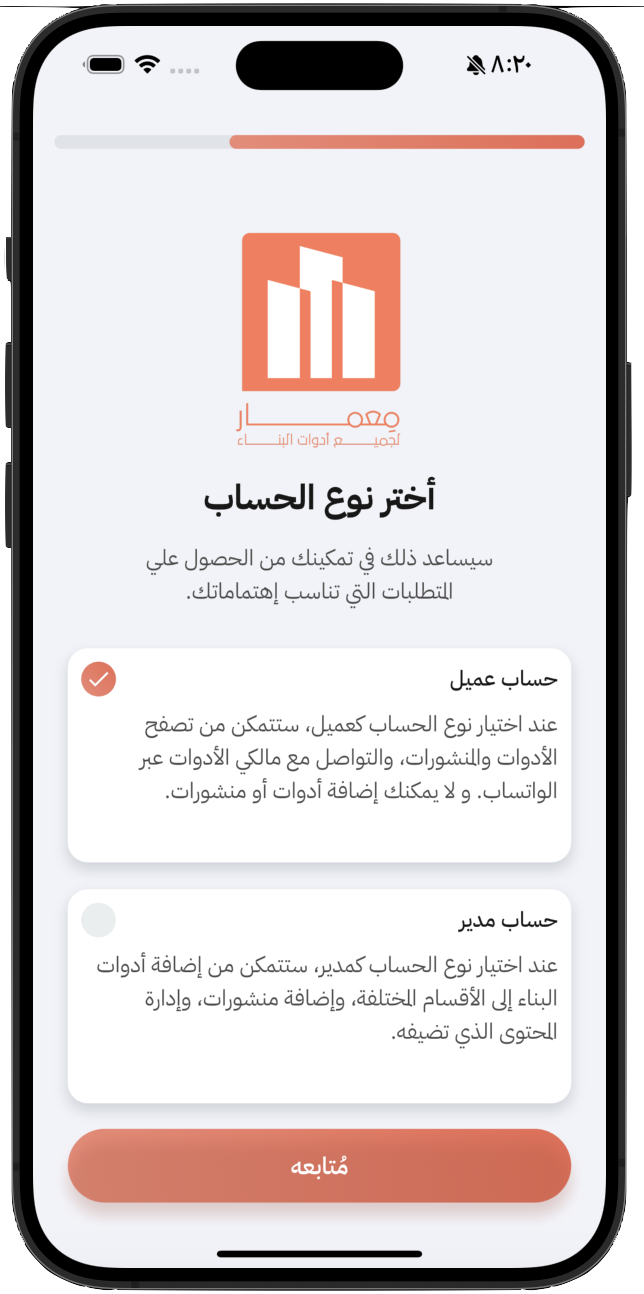 ٨:٢٠
مِعمار
لجميع أدوات البناء
أختر نوع الحساب
سيساعد ذلك في تمكينك من الحصول علي
المتطلبات التي تناسب إهتماماتك.
حساب عميل
عند اختيار نوع الحساب كعميل، ستتمكن من تصفح
الأدوات والمنشورات، والتواصل مع مالكي الأدوات عبر
الواتساب. و لا يمكنك إضافة أدوات أو منشورات.
حساب مدير
عند اختيار نوع الحساب كمدير، ستتمكن من إضافة أدوات
البناء إلى الأقسام المختلفة، وإضافة منشورات، وإدارة
المحتوى الذي تضيفه.
مُتابعه